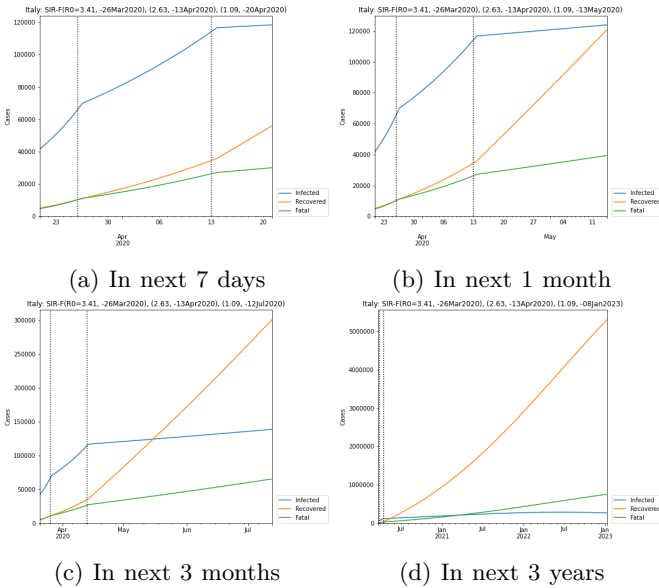 Italy: SIR-F(R0=3.41, -26Mar2020), (2.63, -13Apr2020), (1.09, -20Apr2020)
120000
100000
80000
60000
40000
20000
0
Cases
23
30
06
13
20
Apr
2020
Infected
Recovered
Fatal
(a) In next 7 days
Italy: SIR-F(R0=3.41, -26Mar2020), (2.63, -13Apr2020), (1.09, -13May2020)
120000
100000
80000
60000
40000
20000
0
Cases
23
30
06
13
20
27
04
11
Apr
2020
May
Infected
Recovered
Fatal
(b) In next 1 month
Italy: SIR-F(R0=3.41, -26Mar2020), (2.63, -13Apr2020), (1.09, -12Jul2020)
300000
250000
200000
150000
100000
50000
0
Cases
Apr
2020
May
Jun
Jul
Infected
Recovered
Fatal
(c) In next 3 months
Italy: SIR-F(R0=3.41, -26Mar2020), (2.63, -13Apr2020), (1.09, -08Jan2023)
5000000
4000000
3000000
2000000
1000000
0
Cases
Jul
Jan
2021
Jul
Jan
2022
Jul
Jan
2023
Infected
Recovered
Fatal
(d) In next 3 years